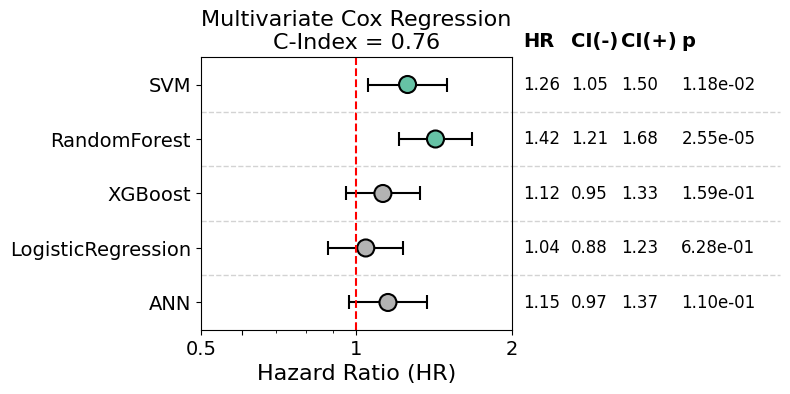 Multivariate Cox Regression
C-Index = 0.76
HR CI(-) CI(+) p
SVM 1.26 1.05 1.50 1.18e-02
RandomForest 1.42 1.21 1.68 2.55e-05
XGBoost 1.12 0.95 1.33 1.59e-01
LogisticRegression 1.04 0.88 1.23 6.28e-01
ANN 1.15 0.97 1.37 1.10e-01
0.5 1 2
Hazard Ratio (HR)